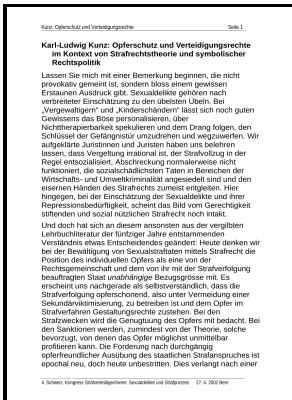 Kunz: Opferschutz und Verteidigungsrechte Seite 1
Karl-Ludwig Kunz: Opferschutz und Verteidigungsrechte
im Kontext von Strafrechtstheorie und symbolischer
Rechtspolitik
Lassen Sie mich mit einer Bemerkung beginnen, die nicht
provokativ gemeint ist, sondern bloss einem gewissen
Erstaunen Ausdruck gibt. Sexualdelikte gehören nach
verbreiteter Einschätzung zu den übelsten Übeln. Bei
„Vergewaltigern" und „Kinderschändern" lässt sich noch guten
Gewissens das Böse personalisieren, über
Nichttherapierbarkeit spekulieren und dem Drang folgen, den
Schlüssel der Gefängnistür umzudrehen und wegzuwerfen. Wir
aufgeklärte Juristinnen und Juristen haben uns belehren
lassen, dass Vergeltung irrational ist, der Strafvollzug in der
Regel entsozialisiert, Abschreckung normalerweise nicht
funktioniert, die sozialschädlichsten Taten in Bereichen der
Wirtschafts- und Umweltkriminalität angesiedelt sind und den
eisernen Händen des Strafrechts zumeist entgleiten. Hier
hingegen, bei der Einschätzung der Sexualdelikte und ihrer
Repressionsbedürftigkeit, scheint das Bild vom Gerechtigkeit
stiftenden und sozial nützlichen Strafrecht noch intakt.
Und doch hat sich an diesem ansonsten aus der vergilbten
Lehrbuchliteratur der fünfziger Jahre entstammenden
Verständnis etwas Entscheidendes geändert: Heute denken wir
bei der Bewältigung von Sexualstraftaten mittels Strafrecht die
Position des individuellen Opfers als eine von der
Rechtsgemeinschaft und dem von ihr mit der Strafverfolgung
beauftragten Staat unabhängige Bezugsgrösse mit. Es
erscheint uns nachgerade als selbstverständlich, dass die
Strafverfolgung opferschonend, also unter Vermeidung einer
Sekundärviktimisierung, zu betreiben ist und dem Opfer im
Strafverfahren Gestaltungsrechte zustehen. Bei den
Strafzwecken wird die Genugtuung des Opfers mit bedacht. Bei
den Sanktionen werden, zumindest von der Theorie, solche
bevorzugt, von denen das Opfer möglichst unmittelbar
profitieren kann. Die Forderung nach durchgängig
opferfreundlicher Ausübung des staatlichen Strafanspruches ist
epochal neu, doch heute unbestritten. Dies verlangt nach einer
4. Schweiz. Kongress Strafverteidiger/innen: Sexualdelikte und Strafprozess 27. 4. 2002 Bern